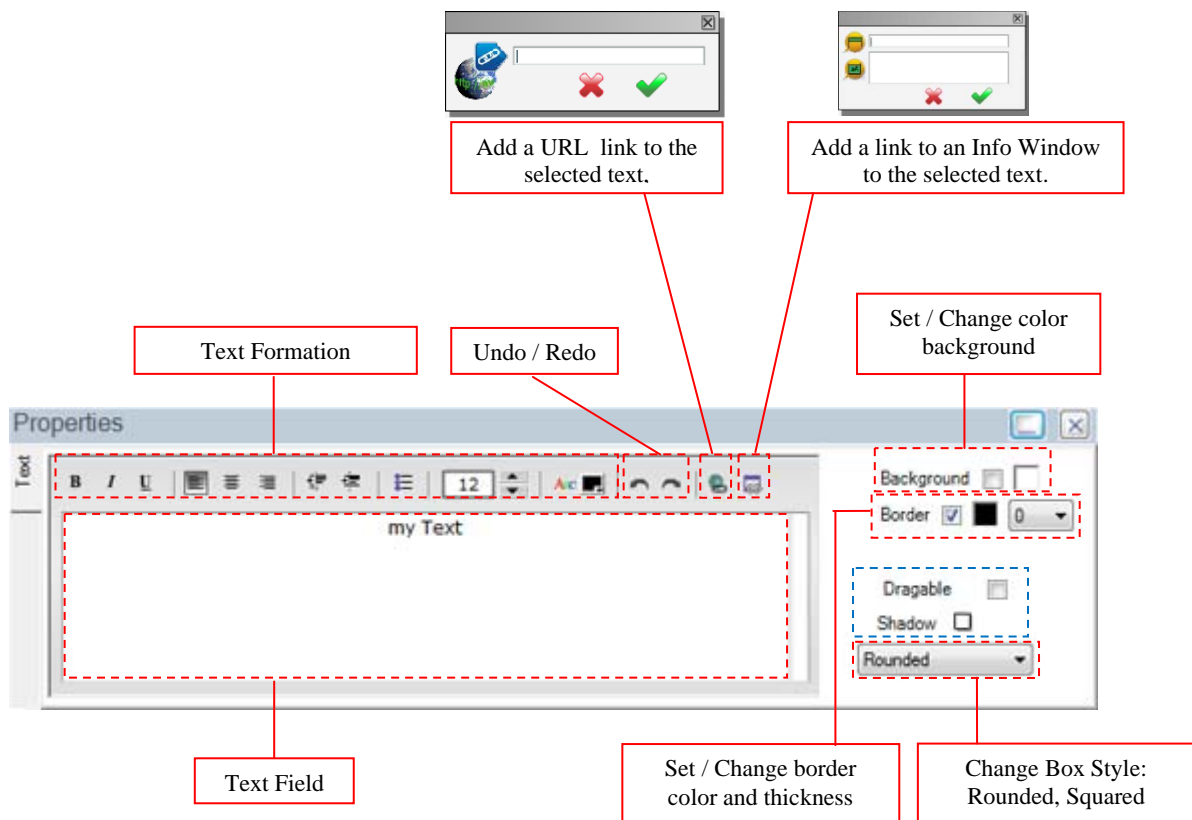 Add a URL link to the
selected text,
Add a link to an Info Window
to the selected text.
Set / Change color
background
Text Formation
Undo / Redo
Properties
Text
B I U
12
Abc
Background
my Text
Border
0
Dragable
Shadow
Rounded
Text Field
Set / Change border
color and thickness
Change Box Style:
Rounded, Squared